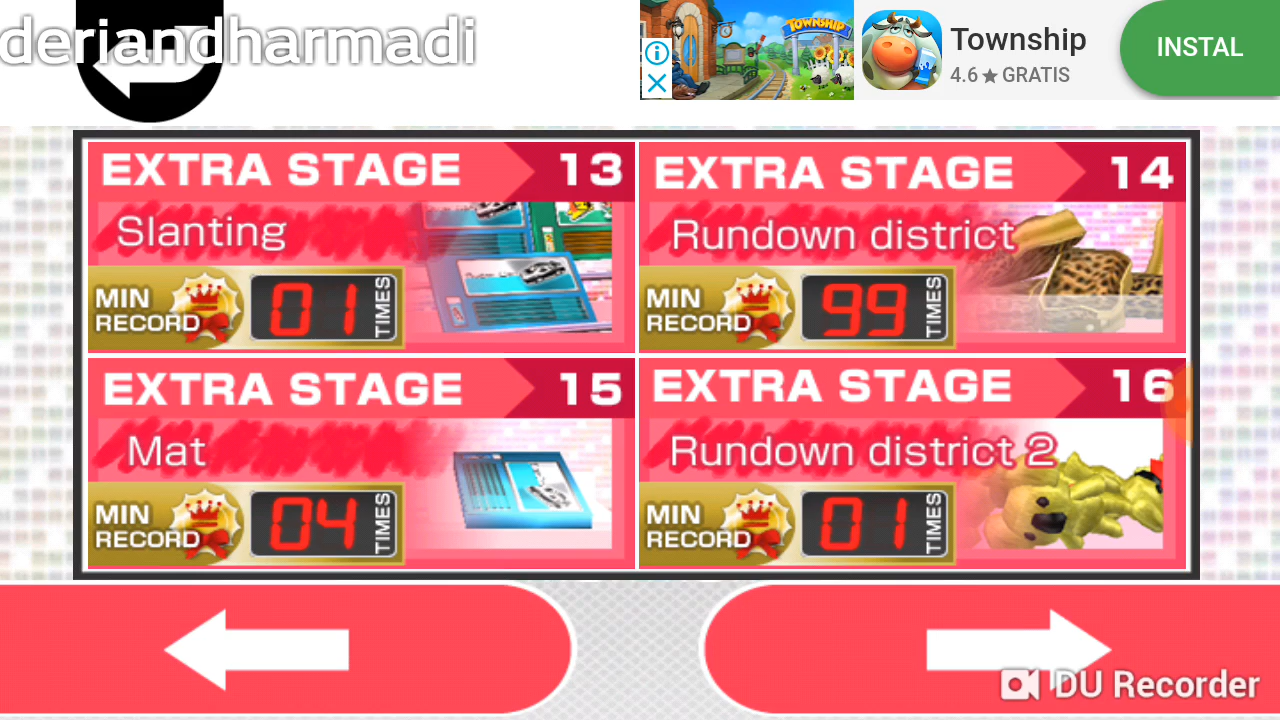 deriandharmadi
TOWNSHIP
Township
4.6 ★ GRATIS
INSTAL
EXTRA STAGE 13
Slanting
MIN RECORD 01 TIMES
EXTRA STAGE 14
Rundown district
MIN RECORD 99 TIMES
EXTRA STAGE 15
Mat
MIN RECORD 04 TIMES
EXTRA STAGE 16
Rundown district 2
MIN RECORD 01 TIMES
DU Recorder